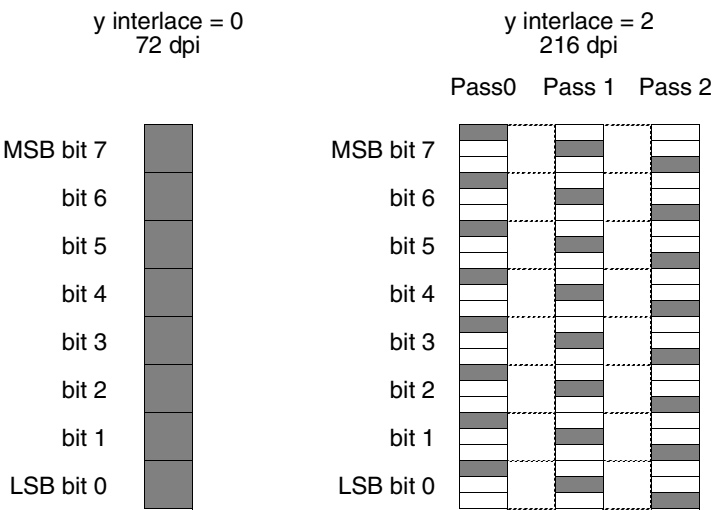 y interlace = 0
72 dpi
MSB bit 7
bit 6
bit 5
bit 4
bit 3
bit 2
bit 1
LSB bit 0
y interlace = 2
216 dpi
Pass0 Pass 1 Pass 2
MSB bit 7
bit 6
bit 5
bit 4
bit 3
bit 2
bit 1
LSB bit 0